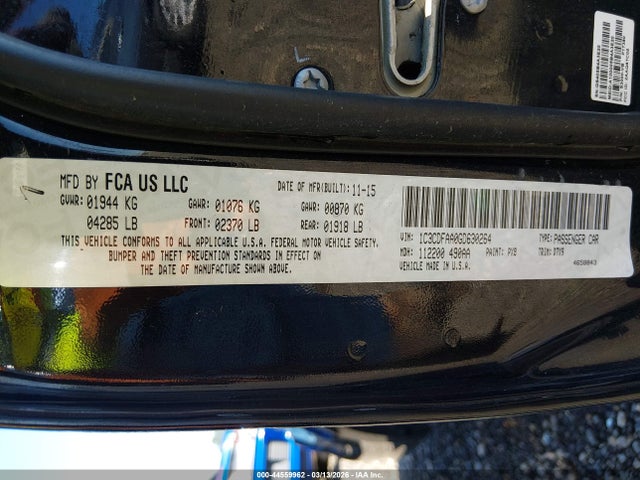 L
MFD BY FCA US LLC
DATE OF MFR(BUILT): 11-15
GVWR: 01944 KG
04285 LB
GAWR: 01076 KG
FRONT: 02370 LB
GAWR: 00870 KG
REAR: 01918 LB
THIS VEHICLE CONFORMS TO ALL APPLICABLE U.S.A. FEDERAL MOTOR VEHICLE SAFETY,
BUMPER AND THEFT PREVENTION STANDARDS IN EFFECT ON
THE DATE OF MANUFACTURE SHOWN ABOVE.
VIN: 1C3CDFAA0GD630264
TYPE: PASSENGER CAR
MDH: 112200 490AA
PAINT: PX8
TRIM: DTV9
VEHICLE MADE IN U.S.A.
4658043
000-44559962 - 03/13/2026 - IAA Inc.